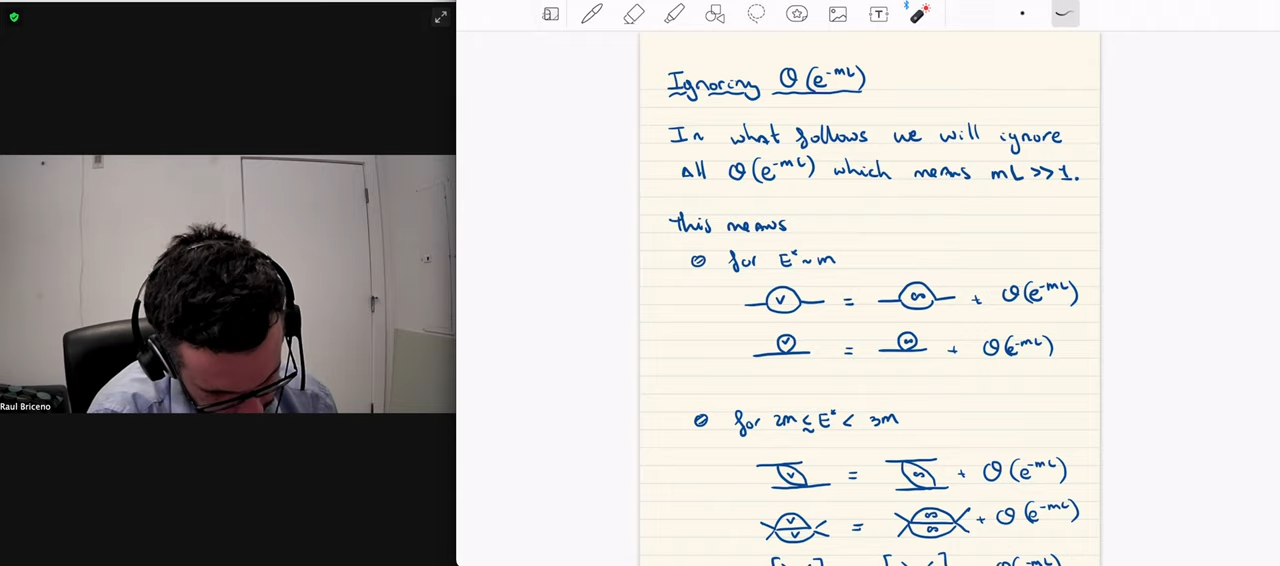 Ignoring O(e^-mL)
In what follows we will ignore
All O(e^-mL) which means mL >> 1.
This means
for E* ~ m
V = ∞ + O(e^-mL)
V = ∞ + O(e^-mL)
for 2m ≲ E* < 3m
V = ∞ + O(e^-mL)
V V = ∞ ∞ + O(e^-mL)
Raul Briceno
T